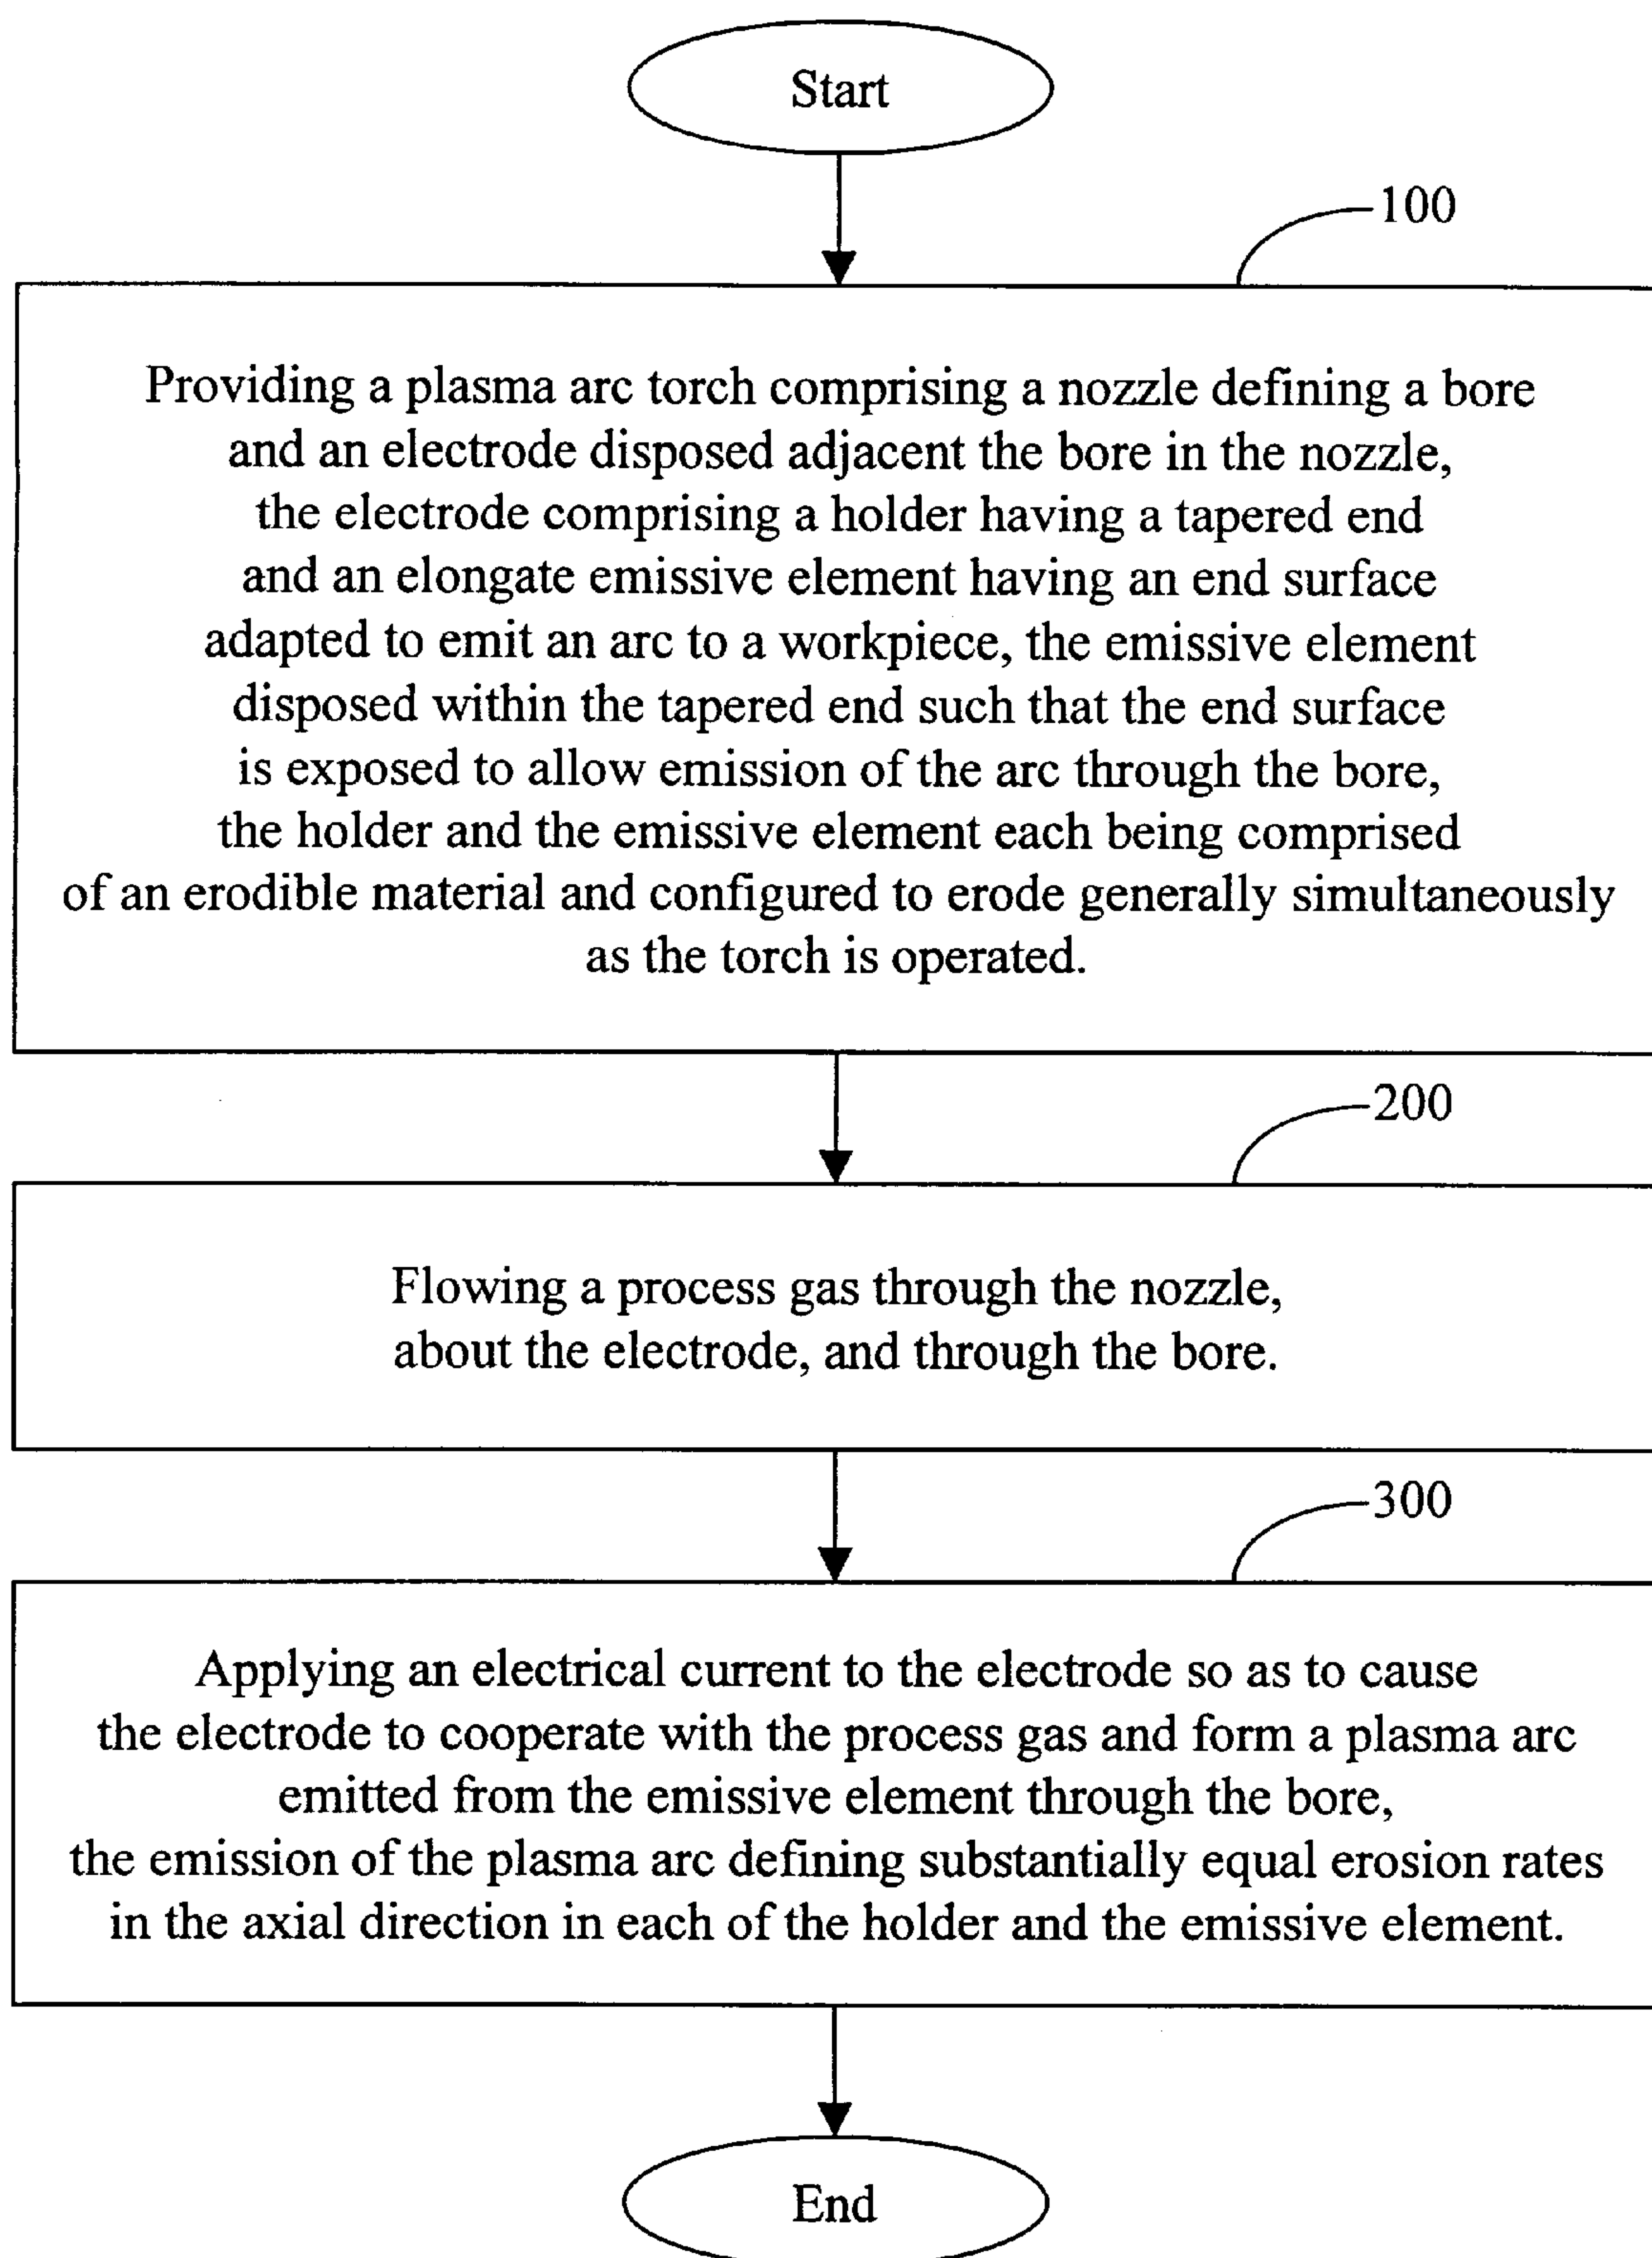 Start
100
Providing a plasma arc torch comprising a nozzle defining a bore
and an electrode disposed adjacent the bore in the nozzle,
the electrode comprising a holder having a tapered end
and an elongate emissive element having an end surface
adapted to emit an arc to a workpiece, the emissive element
disposed within the tapered end such that the end surface
is exposed to allow emission of the arc through the bore,
the holder and the emissive element each being comprised
of an erodible material and configured to erode generally simultaneously
as the torch is operated.
200
Flowing a process gas through the nozzle,
about the electrode, and through the bore.
300
Applying an electrical current to the electrode so as to cause
the electrode to cooperate with the process gas and form a plasma arc
emitted from the emissive element through the bore,
the emission of the plasma arc defining substantially equal erosion rates
in the axial direction in each of the holder and the emissive element.
End